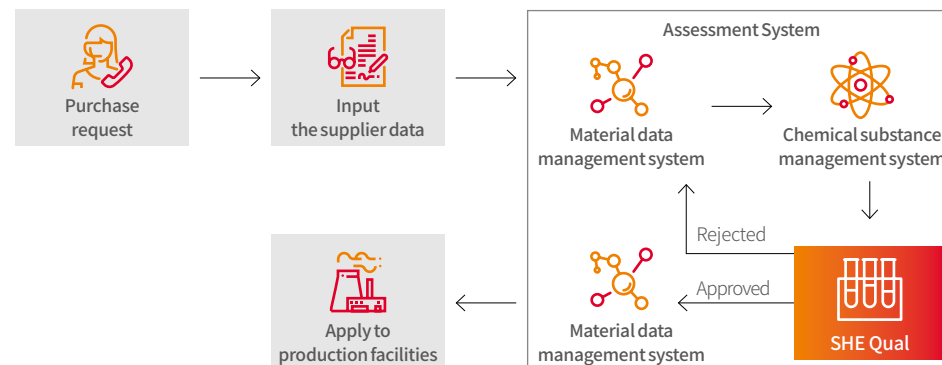 Assessment System
Purchase
request
Input
the supplier data
Material data
management system
Chemical substance
management system
Rejected
Approved
SHE Qual
Material data
management system
Apply to
production facilities